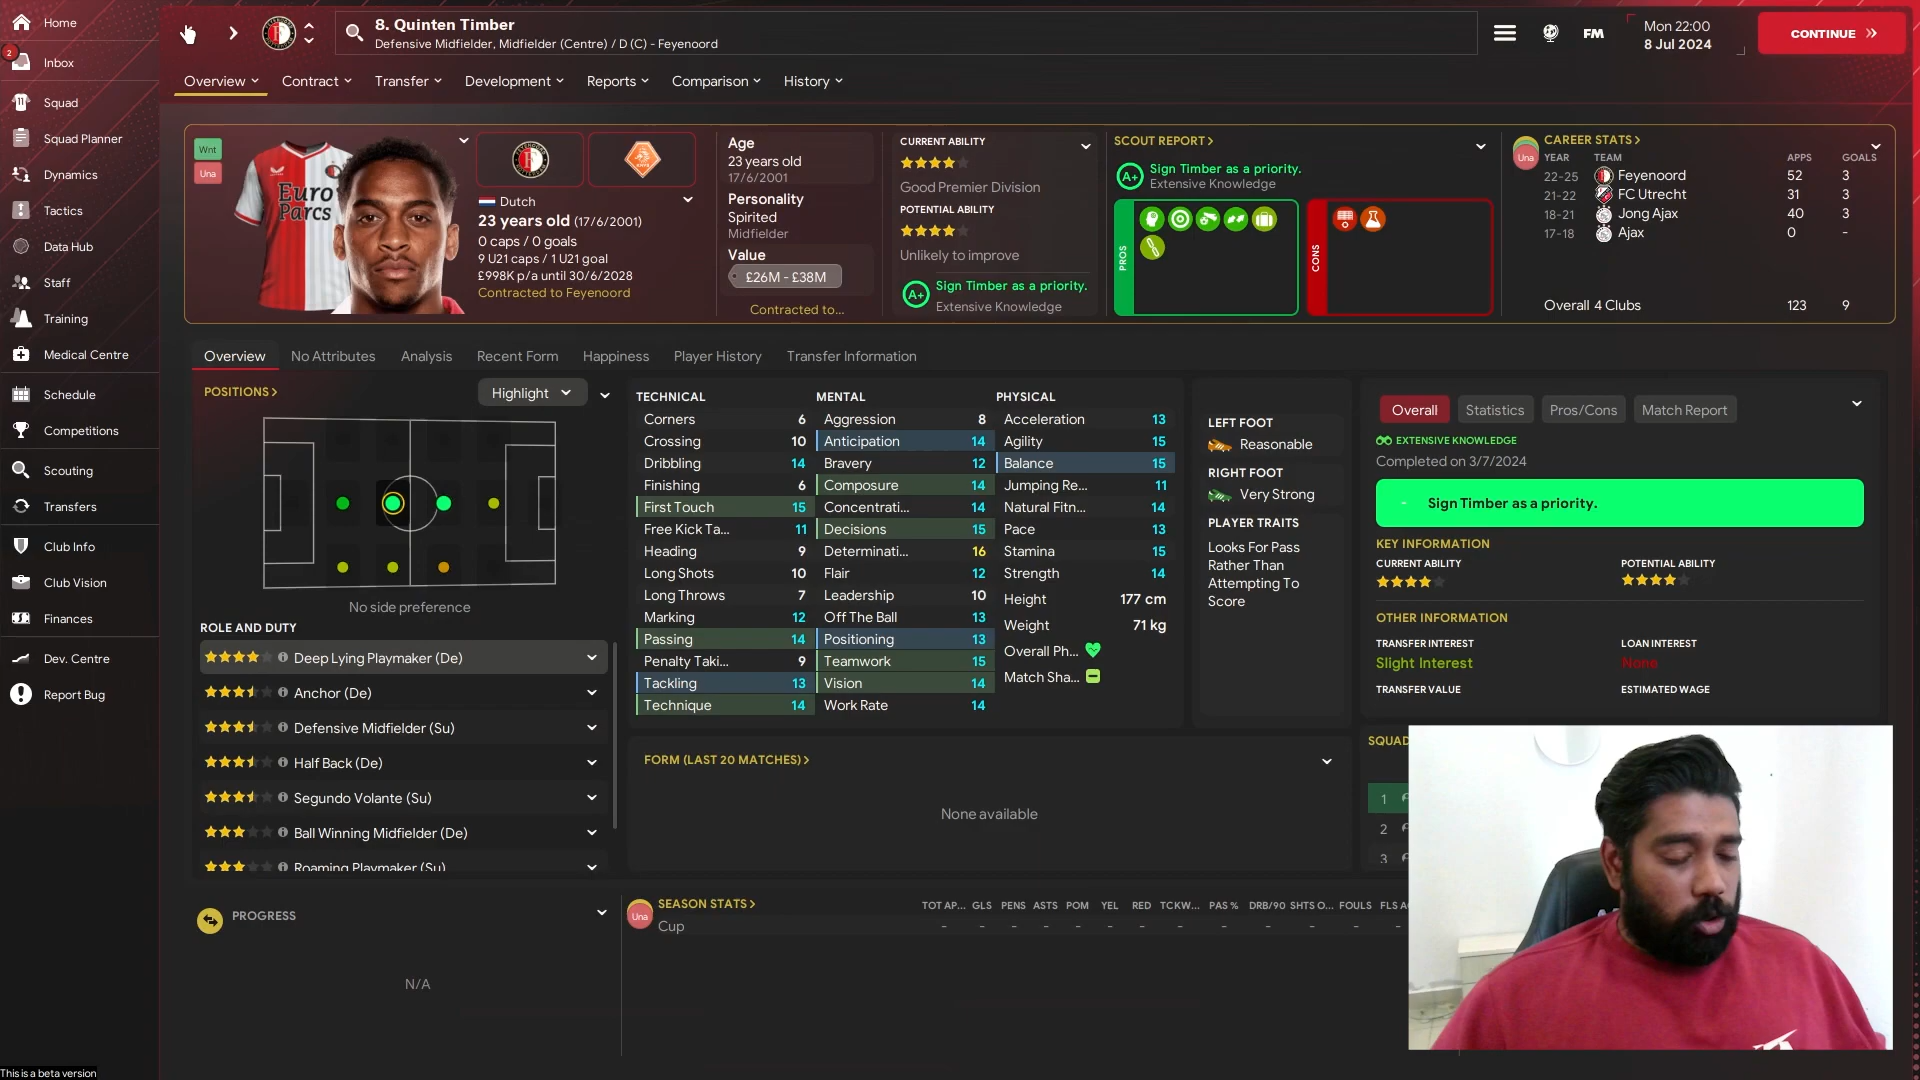 Home
2
Inbox
11
Squad
Squad Planner
Dynamics
Tactics
Data Hub
Staff
Training
Medical Centre
Schedule
Competitions
Scouting
Transfers
Club Info
Club Vision
Finances
Dev. Centre
Report Bug
This is a beta version
8. Quinten Timber
Defensive Midfielder, Midfielder (Centre) / D (C) - Feyenoord
FM
Mon 22:00
8 Jul 2024
CONTINUE
Overview
Contract
Transfer
Development
Reports
Comparison
History
Wnt
Una
Euro
Parcs
Dutch
23 years old (17/6/2001)
0 caps / 0 goals
9 U21 caps / 1 U21 goal
£998K p/a until 30/6/2028
Contracted to Feyenoord
Age
23 years old
17/6/2001
Personality
Spirited
Midfielder
Value
£26M - £38M
Contracted to...
CURRENT ABILITY
Good Premier Division
POTENTIAL ABILITY
Unlikely to improve
A+
Sign Timber as a priority.
Extensive Knowledge
SCOUT REPORT >
A+
Sign Timber as a priority.
Extensive Knowledge
PROS
CONS
Una
CAREER STATS >
YEAR TEAM APPS GOALS
22-25 Feyenoord 52 3
21-22 FC Utrecht 31 3
18-21 Jong Ajax 40 3
17-18 Ajax 0 -
Overall 4 Clubs 123 9
Overview
No Attributes
Analysis
Recent Form
Happiness
Player History
Transfer Information
POSITIONS >
Highlight
No side preference
ROLE AND DUTY
Deep Lying Playmaker (De)
Anchor (De)
Defensive Midfielder (Su)
Half Back (De)
Segundo Volante (Su)
Ball Winning Midfielder (De)
Roaming Playmaker (Su)
TECHNICAL
Corners 6
Crossing 10
Dribbling 14
Finishing 6
First Touch 15
Free Kick Ta... 11
Heading 9
Long Shots 10
Long Throws 7
Marking 12
Passing 14
Penalty Taki... 9
Tackling 13
Technique 14
MENTAL
Aggression 8
Anticipation 14
Bravery 12
Composure 14
Concentrati... 14
Decisions 15
Determinati... 16
Flair 12
Leadership 10
Off The Ball 13
Positioning 13
Teamwork 15
Vision 14
Work Rate 14
PHYSICAL
Acceleration 13
Agility 15
Balance 15
Jumping Re... 11
Natural Fitn... 14
Pace 13
Stamina 15
Strength 14
Height 177 cm
Weight 71 kg
Overall Ph...
Match Sha...
LEFT FOOT
Reasonable
RIGHT FOOT
Very Strong
PLAYER TRAITS
Looks For Pass
Rather Than
Attempting To
Score
Overall
Statistics
Pros/Cons
Match Report
EXTENSIVE KNOWLEDGE
Completed on 3/7/2024
- Sign Timber as a priority.
KEY INFORMATION
CURRENT ABILITY
POTENTIAL ABILITY
OTHER INFORMATION
TRANSFER INTEREST
Slight Interest
LOAN INTEREST
None
TRANSFER VALUE
ESTIMATED WAGE
FORM (LAST 20 MATCHES) >
None available
SQUAD
1
2
3
PROGRESS
N/A
Una
SEASON STATS >
TOT AP... GLS PENS ASTS POM YEL RED TCKW... PAS % DRB/90 SHTS O... FOULS FLS A
Cup - - - - - - - - - - - - -